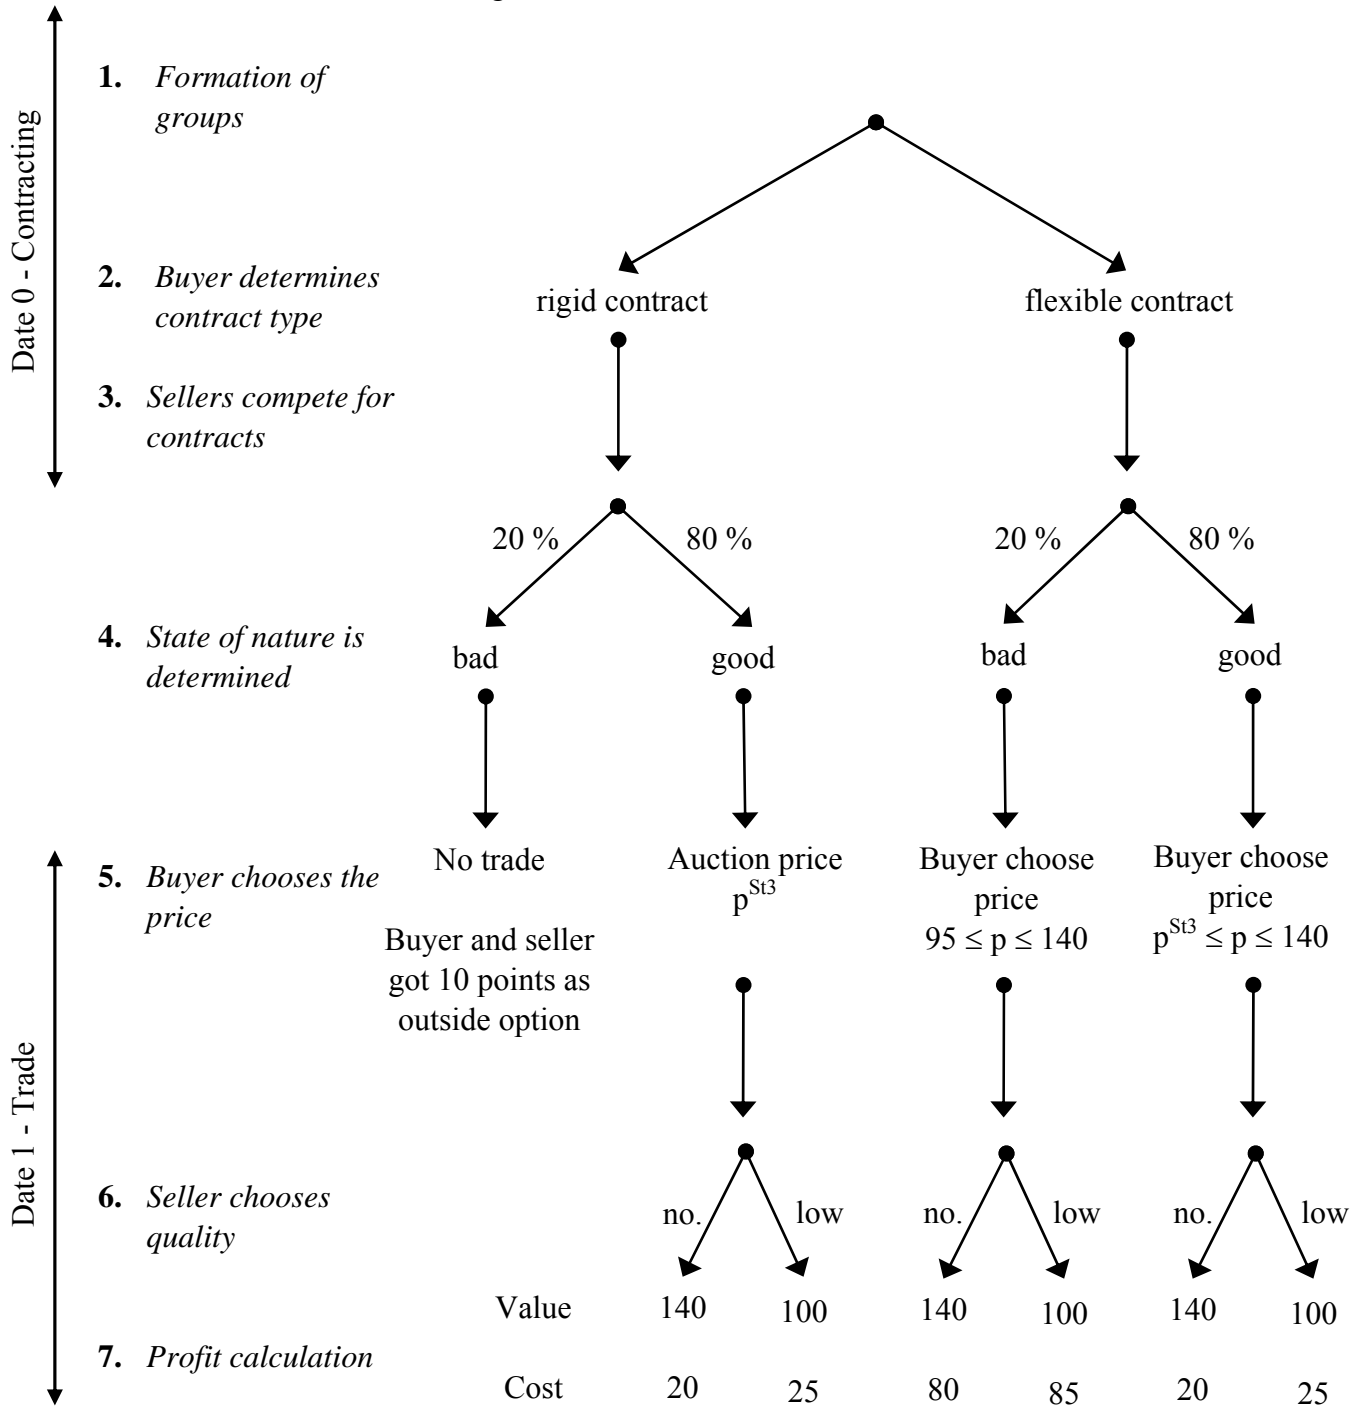 Date 0 - Contracting
1. Formation of
groups
2. Buyer determines
contract type
rigid contract
flexible contract
3. Sellers compete for
contracts
20 %
80 %
20 %
80 %
4. State of nature is
determined
bad
good
bad
good
Date 1 - Trade
5. Buyer chooses the
price
No trade
Buyer and seller
got 10 points as
outside option
Auction price
p^St3
Buyer choose
price
95 ≤ p ≤ 140
Buyer choose
price
p^St3 ≤ p ≤ 140
6. Seller chooses
quality
no.
low
no.
low
no.
low
Value 140 100 140 100 140 100
7. Profit calculation
Cost 20 25 80 85 20 25